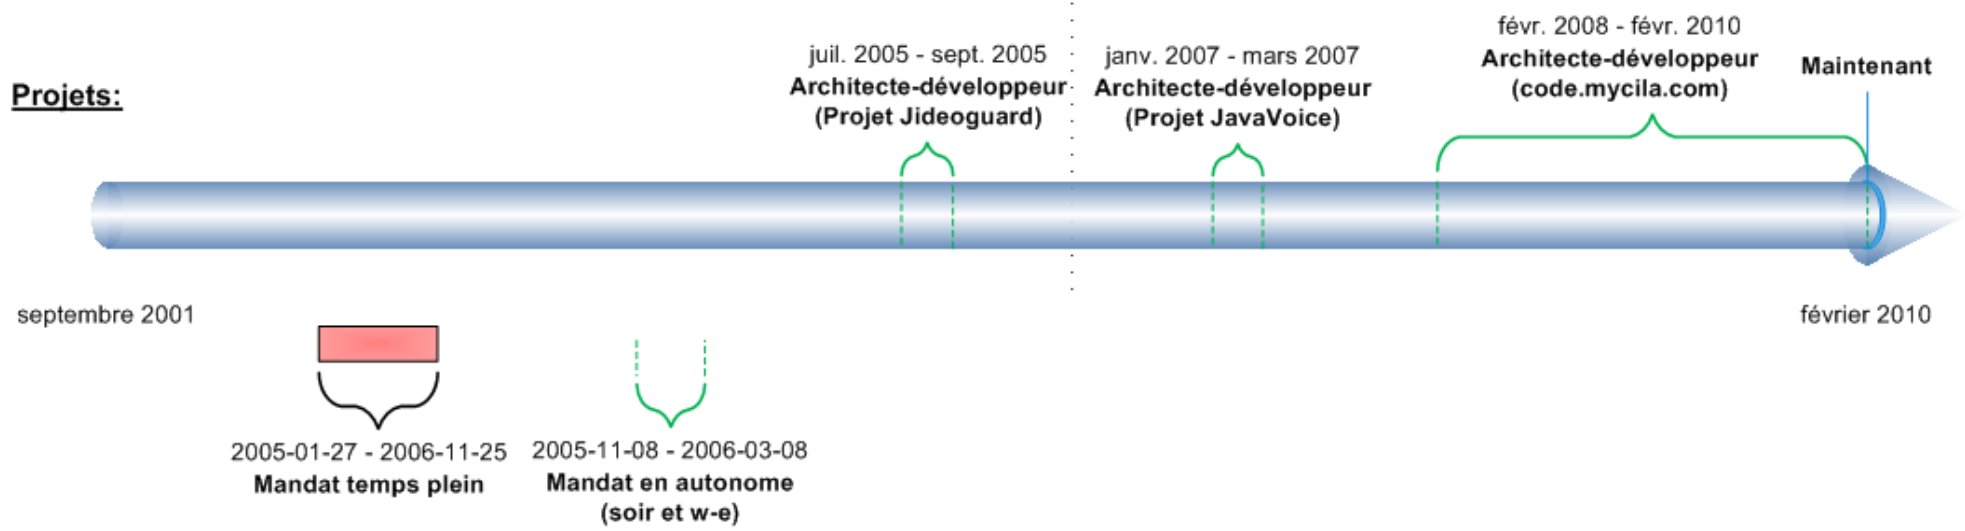 Projets:
juil. 2005 - sept. 2005
Architecte-développeur
(Projet Jideoguard)
janv. 2007 - mars 2007
Architecte-développeur
(Projet JavaVoice)
févr. 2008 - févr. 2010
Architecte-développeur
(code.mycila.com)
Maintenant
septembre 2001
février 2010
2005-01-27 - 2006-11-25
Mandat temps plein
2005-11-08 - 2006-03-08
Mandat en autonome
(soir et w-e)